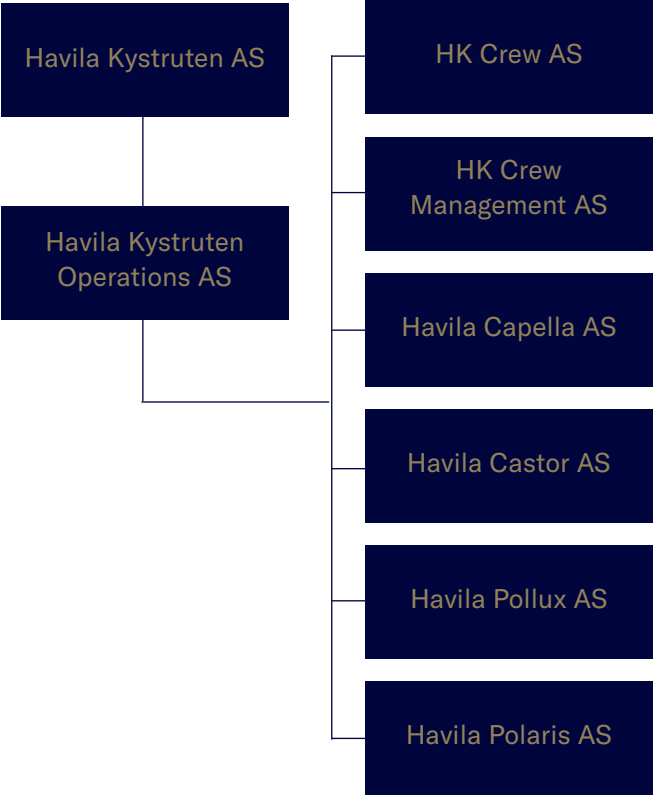 Havila Kystruten AS
Havila Kystruten
Operations AS
HK Crew AS
HK Crew
Management AS
Havila Capella AS
Havila Castor AS
Havila Pollux AS
Havila Polaris AS